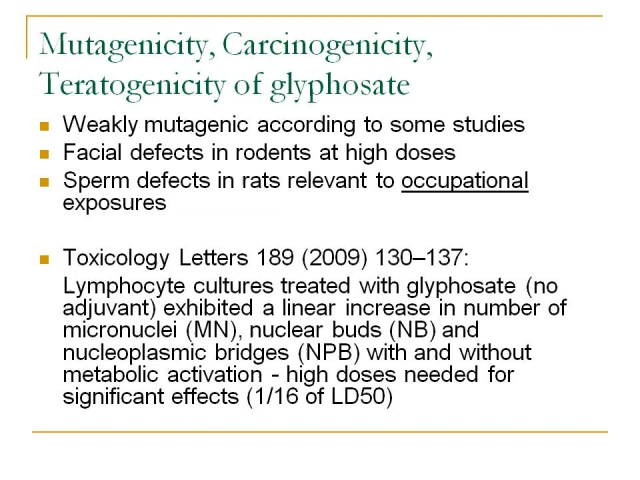 Mutagenicity, Carcinogenicity,
Teratogenicity of glyphosate
Weakly mutagenic according to some studies
Facial defects in rodents at high doses
Sperm defects in rats relevant to occupational
exposures
Toxicology Letters 189 (2009) 130–137:
Lymphocyte cultures treated with glyphosate (no
adjuvant) exhibited a linear increase in number of
micronuclei (MN), nuclear buds (NB) and
nucleoplasmic bridges (NPB) with and without
metabolic activation - high doses needed for
significant effects (1/16 of LD50)